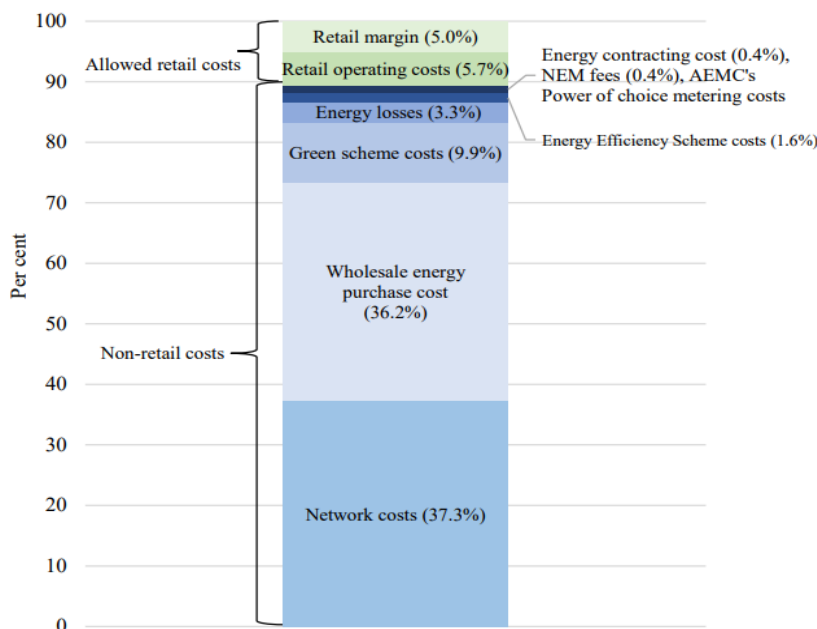 100
90
80
70
60
50
40
30
20
10
0
Per cent
Allowed retail costs
Non-retail costs
Retail margin (5.0%)
Retail operating costs (5.7%)
Energy losses (3.3%)
Green scheme costs (9.9%)
Wholesale energy
purchase cost
(36.2%)
Network costs (37.3%)
Energy contracting cost (0.4%),
NEM fees (0.4%), AEMC's
Power of choice metering costs
Energy Efficiency Scheme costs (1.6%)